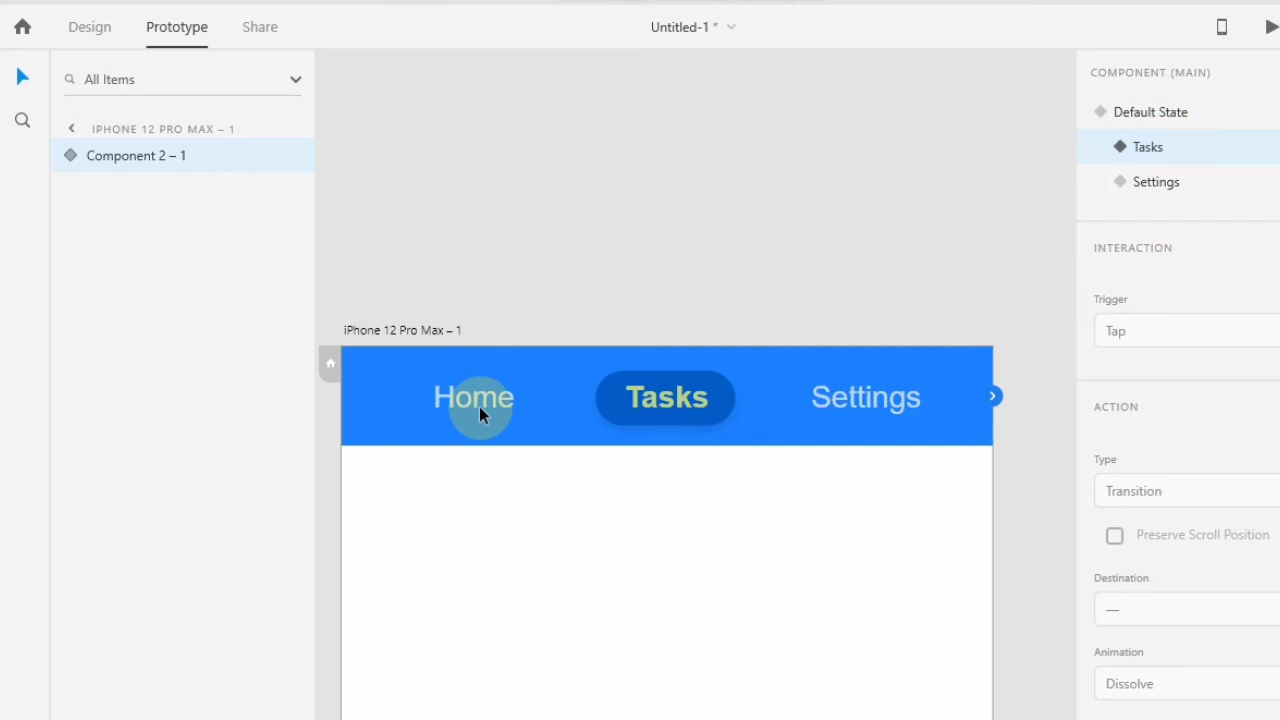 Design Prototype Share Untitled-1 *
All Items
IPHONE 12 PRO MAX – 1
Component 2 – 1
iPhone 12 Pro Max – 1
Home Tasks Settings
COMPONENT (MAIN)
Default State
Tasks
Settings
INTERACTION
Trigger
Tap
ACTION
Type
Transition
Preserve Scroll Position
Destination
—
Animation
Dissolve